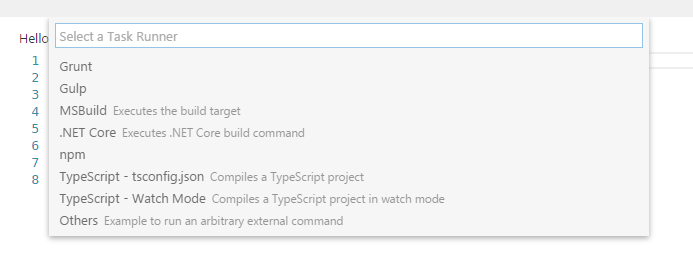 Select a Task Runner
Hello
Grunt
1
Gulp
2
3
MSBuild Executes the build target
4
.NET Core Executes .NET Core build command
5
npm
6
TypeScript - tsconfig.json Compiles a TypeScript project
7
TypeScript - Watch Mode Compiles a TypeScript project in watch mode
8
Others Example to run an arbitrary external command